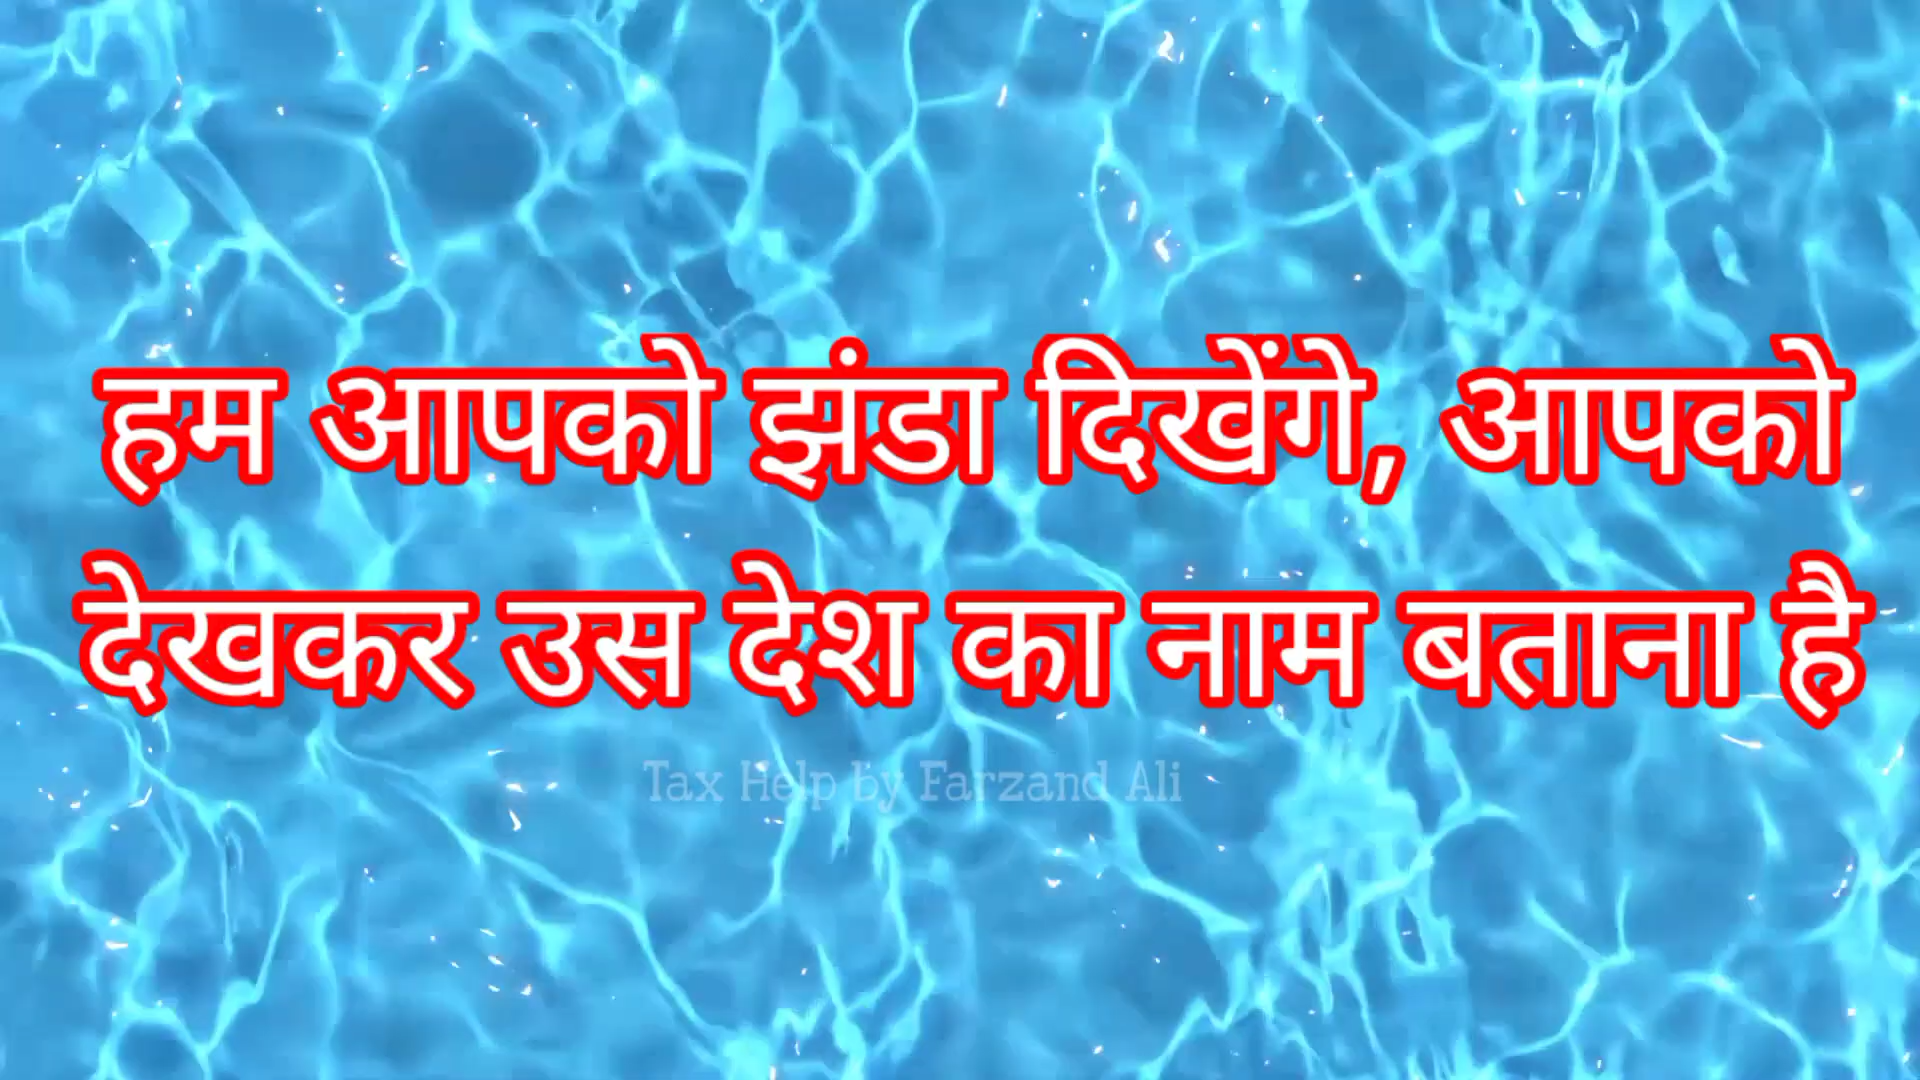 हम आपको झंडा दिखेंगे, आपको
देखकर उस देश का नाम बताना है
Tax Help by Farzand Ali